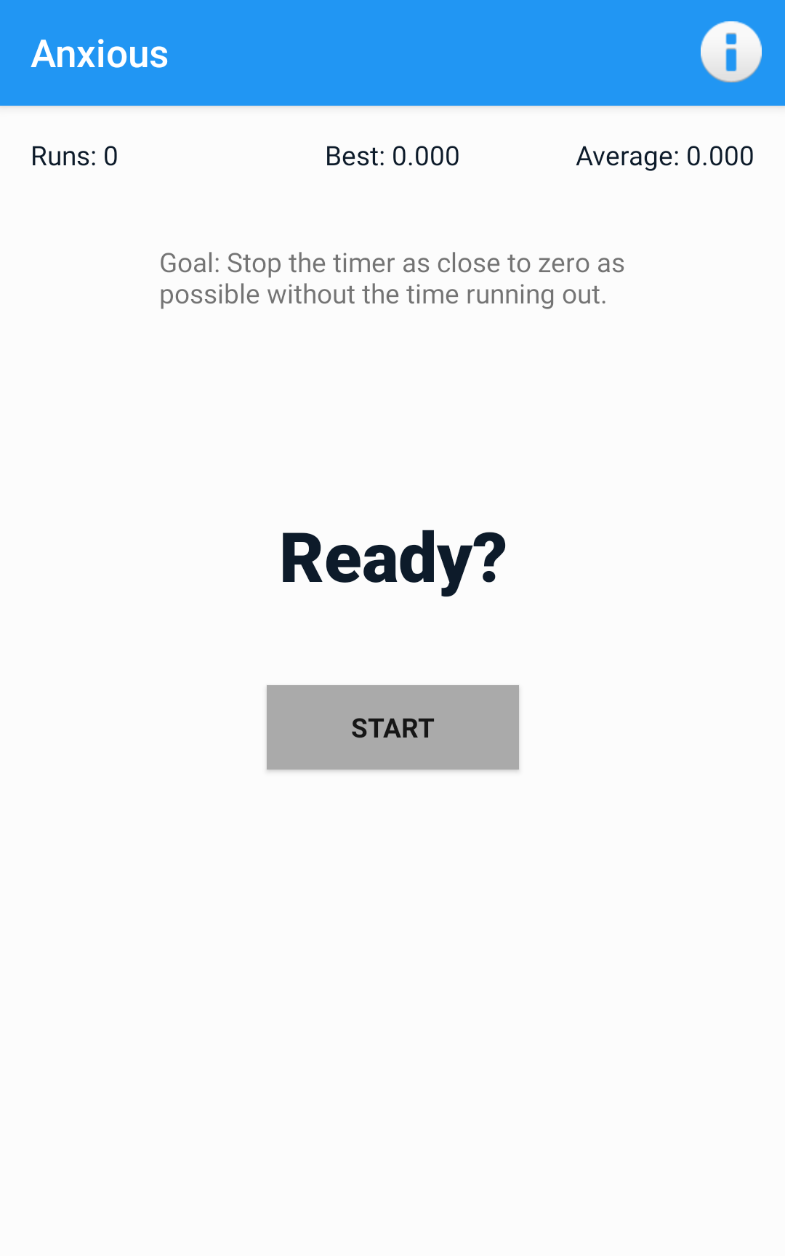 Anxious
Runs: 0
Best: 0.000
Average: 0.000
Goal: Stop the timer as close to zero as
possible without the time running out.
Ready?
START